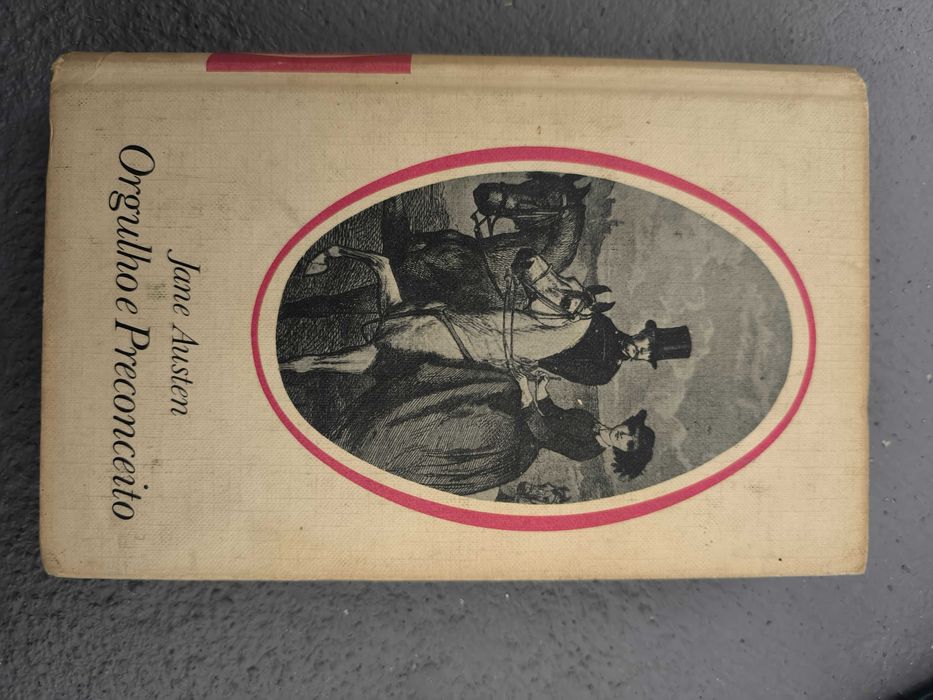 Jane Austen
Orgulho e Preconceito